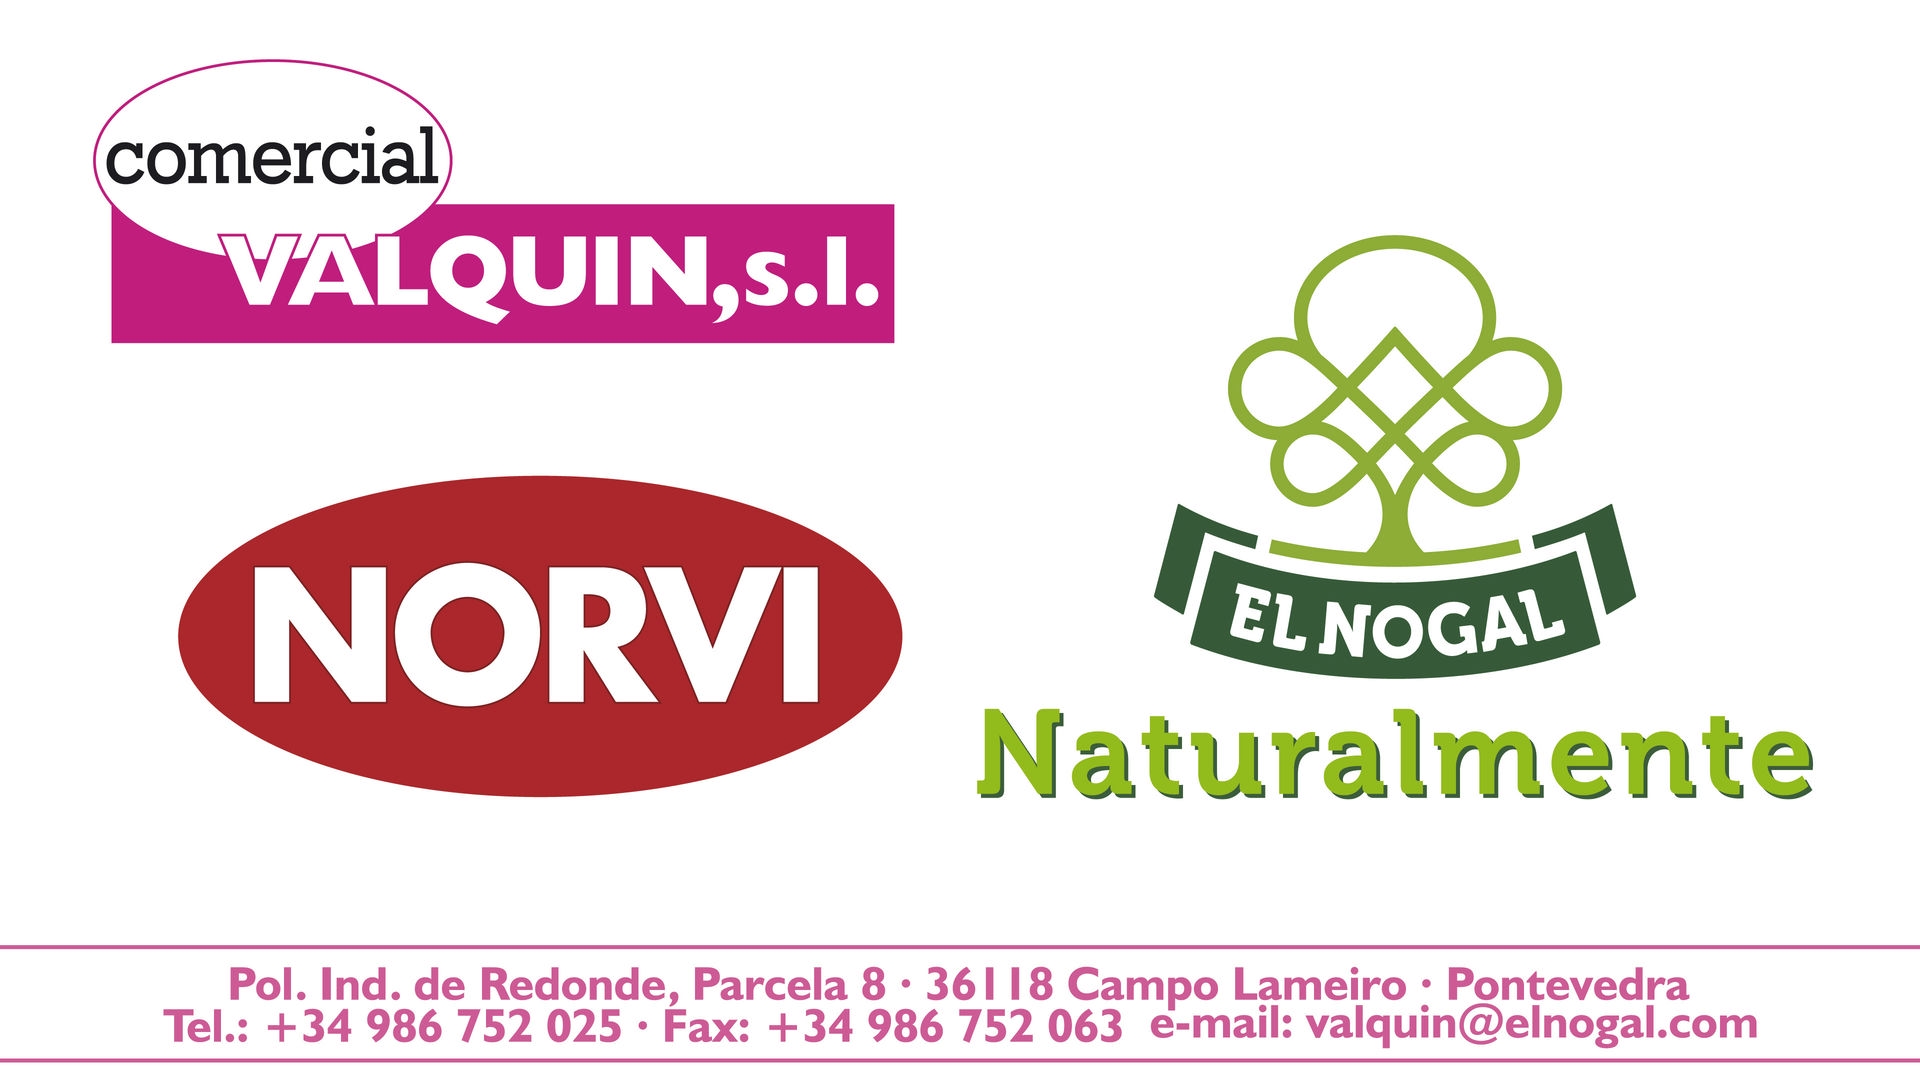 comercial
VALQUIN,s.l.
NORVI
EL NOGAL
Naturalmente
Pol. Ind. de Redonde, Parcela 8 · 36118 Campo Lameiro · Pontevedra
Tel.: +34 986 752 025 · Fax: +34 986 752 063 e-mail: valquin@elnogal.com